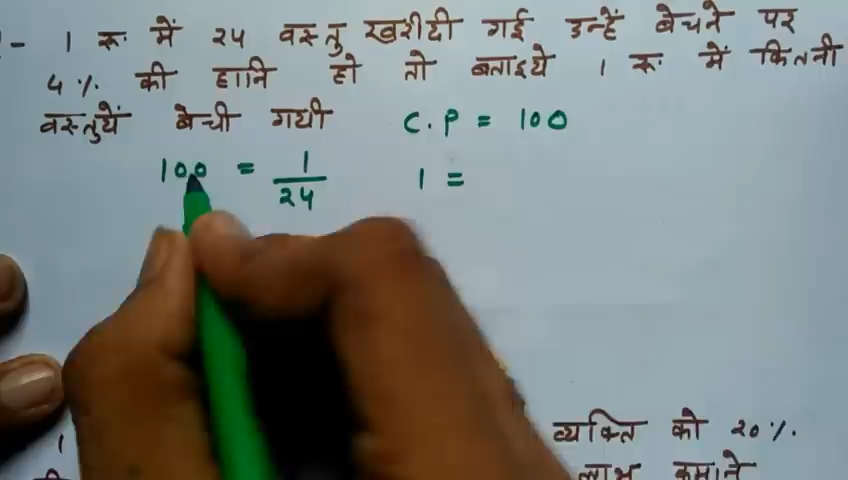 - 1 रू में 24 वस्तु खरीदी गई उन्हें बेचने पर
4 % की हानि हो तो बताइये 1 रू में कितनी
वस्तुयें बेची गयी C.P = 100
100 = 1/24 1 =
1 व्यक्ति को 20 %.
लाभ कमाने